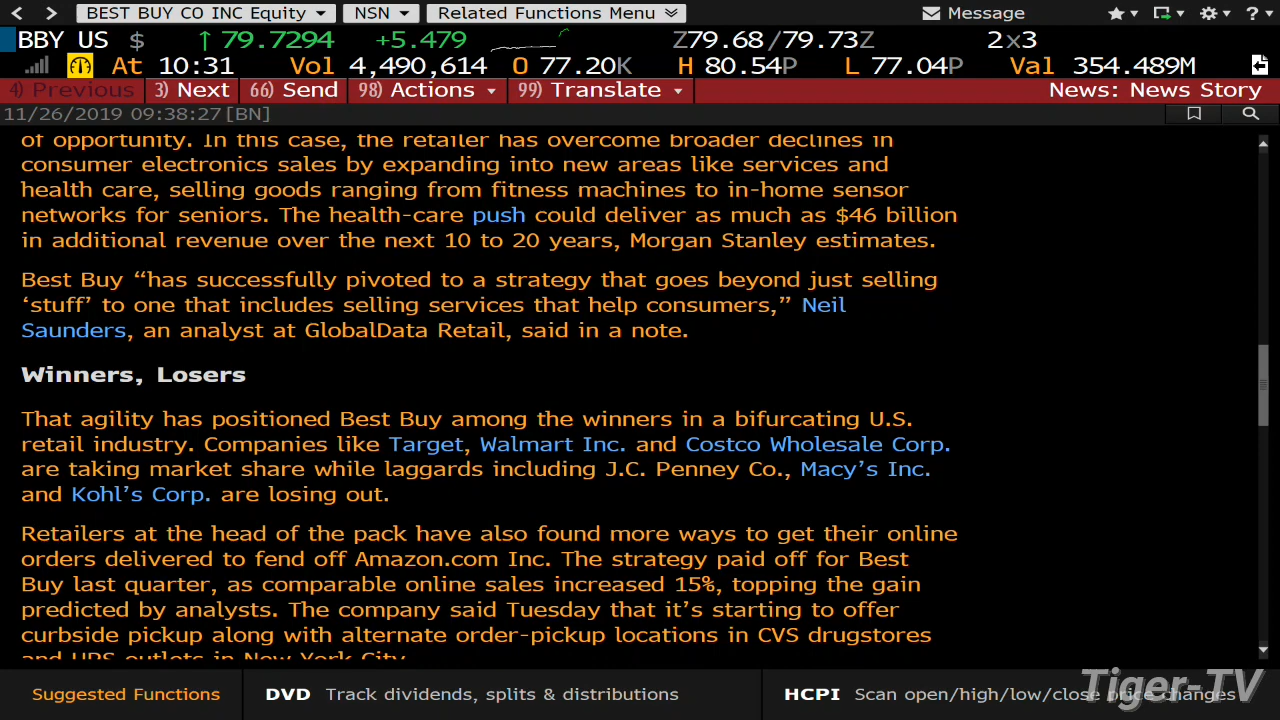 BEST BUY CO INC Equity NSN Related Functions Menu Message ?
BBY US $ ↑ 79.7294 +5.479 Z79.68/79.73Z 2x3
At 10:31 Vol 4,490,614 O 77.20K H 80.54P L 77.04P Val 354.489M
4) Previous 3) Next 66) Send 98) Actions 99) Translate News: News Story
11/26/2019 09:38:27[BN]
of opportunity. In this case, the retailer has overcome broader declines in
consumer electronics sales by expanding into new areas like services and
health care, selling goods ranging from fitness machines to in-home sensor
networks for seniors. The health-care push could deliver as much as $46 billion
in additional revenue over the next 10 to 20 years, Morgan Stanley estimates.
Best Buy “has successfully pivoted to a strategy that goes beyond just selling
‘stuff’ to one that includes selling services that help consumers,” Neil
Saunders, an analyst at GlobalData Retail, said in a note.
Winners, Losers
That agility has positioned Best Buy among the winners in a bifurcating U.S.
retail industry. Companies like Target, Walmart Inc. and Costco Wholesale Corp.
are taking market share while laggards including J.C. Penney Co., Macy’s Inc.
and Kohl’s Corp. are losing out.
Retailers at the head of the pack have also found more ways to get their online
orders delivered to fend off Amazon.com Inc. The strategy paid off for Best
Buy last quarter, as comparable online sales increased 15%, topping the gain
predicted by analysts. The company said Tuesday that it’s starting to offer
curbside pickup along with alternate order-pickup locations in CVS drugstores
and UPS outlets in New York City.
Suggested Functions DVD Track dividends, splits & distributions HCPI Scan open/high/low/close price changes
Tiger-TV